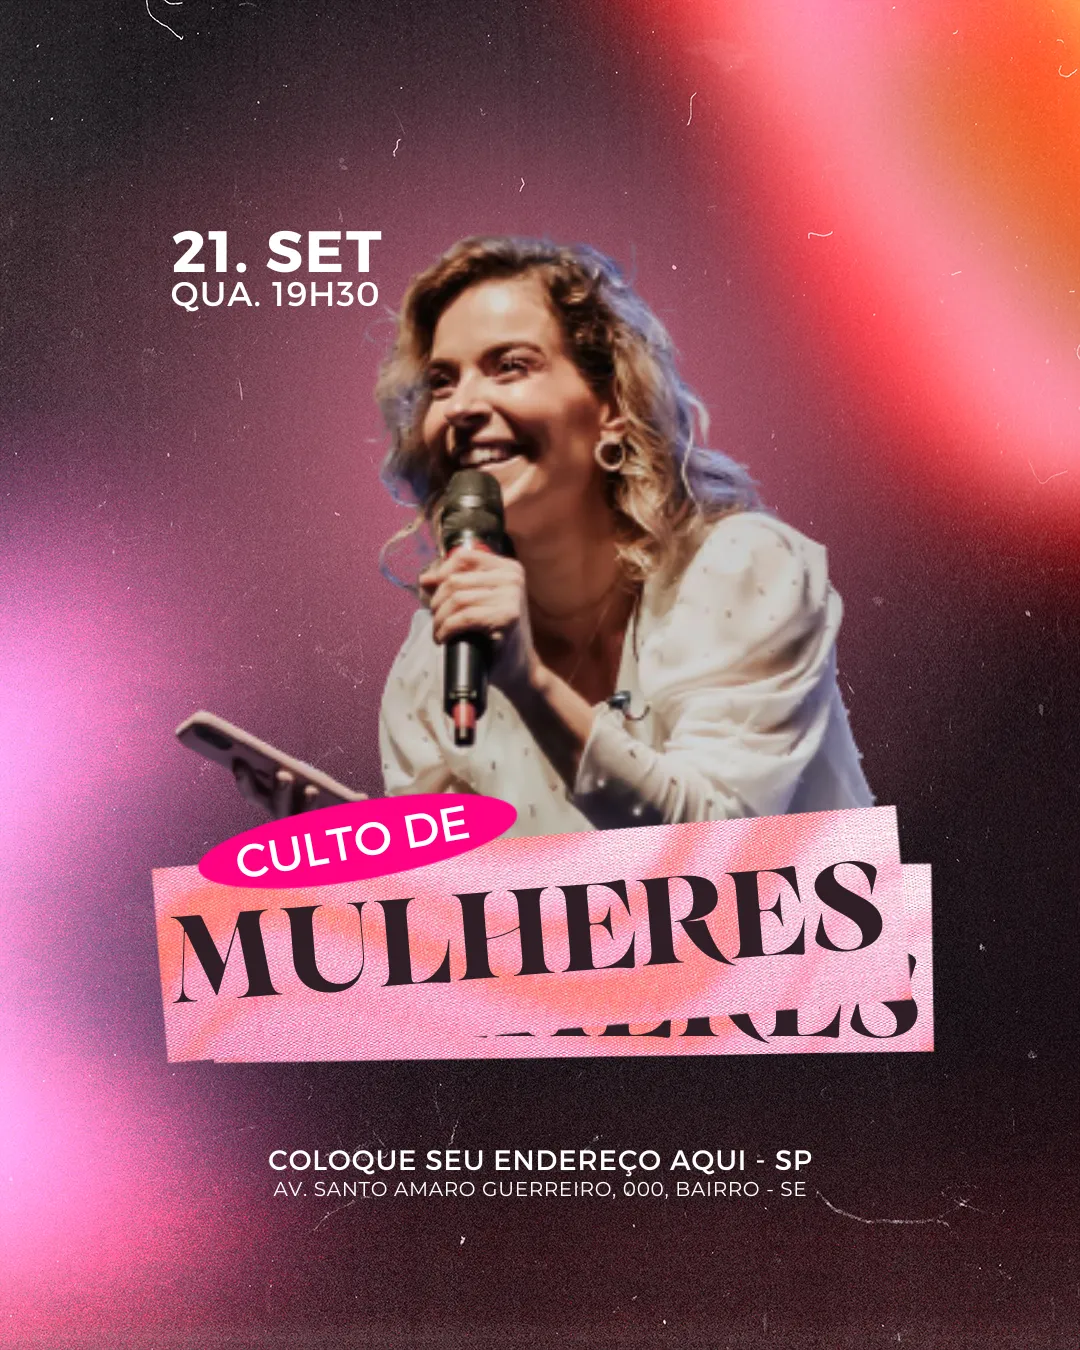 21. SET
QUA. 19H30
CULTO DE
MULHERES
MULHERES
COLOQUE SEU ENDEREÇO AQUI - SP
AV. SANTO AMARO GUERREIRO, 000, BAIRRO - SE